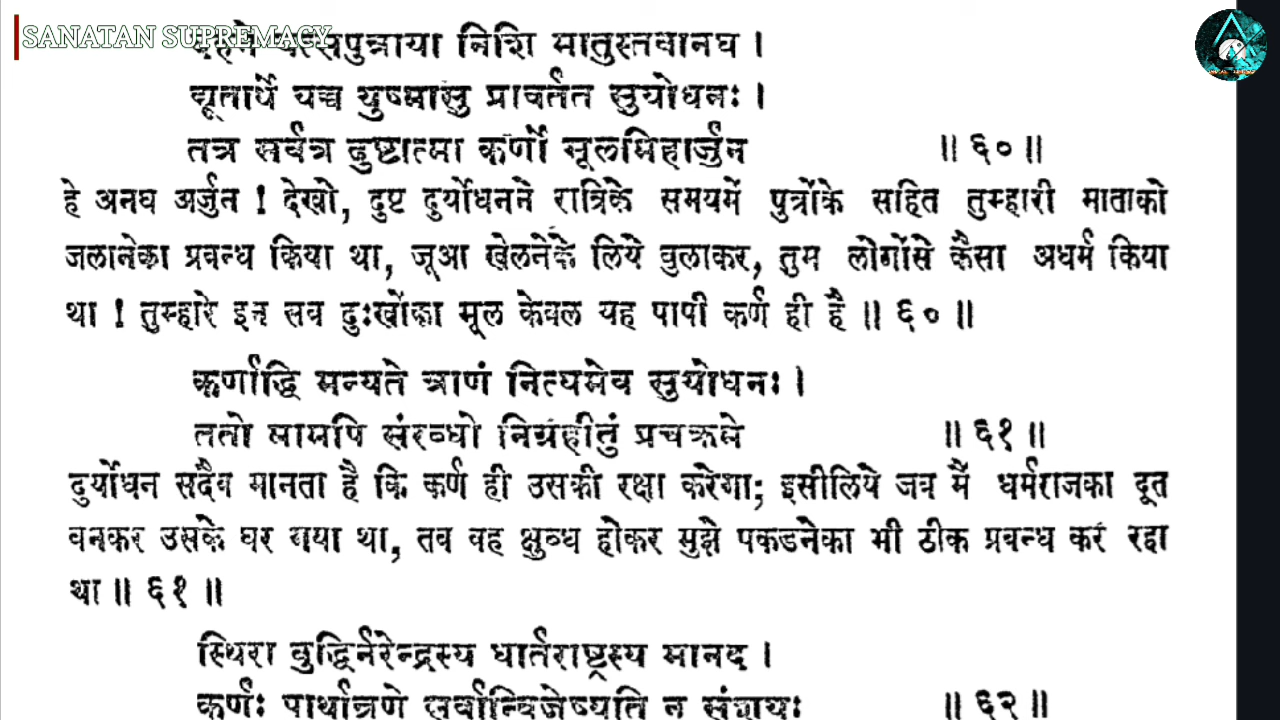 SANATAN SUPREMACY
निशि मातुस्तवानघ ।
द्यूतार्थे यच्च युष्मासु प्रावर्तत सुयोधनः ।
तत्र सर्वत्र दुष्टात्मा कर्णो मूलमिहार्जुन ॥ ६० ॥
हे अनघ अर्जुन ! देखो, दुष्ट दुर्योधनने रात्रिके समयमें पुत्रोंके सहित तुम्हारी माताको
जलानेका प्रबन्ध किया था, जूआ खेलनेके लिये बुलाकर, तुम लोगोंसे कैसा अधर्म किया
था ! तुम्हारे इन सब दुःखोंका मूल केवल यह पापी कर्ण ही है ॥ ६० ॥
कर्णाद्धि मन्यते त्राणं नित्यमेव सुयोधनः ।
ततो मामपि संरब्धो निग्रहीतुं प्रचक्रमे ॥ ६१ ॥
दुर्योधन सदैव मानता है कि कर्ण ही उसकी रक्षा करेगा; इसीलिये जब मैं धर्मराजका दूत
बनकर उसके घर गया था, तब वह क्षुब्ध होकर मुझे पकडनेका भी ठीक प्रबन्ध कर रहा
था ॥ ६१ ॥
स्थिरा बुद्धिर्नरेन्द्रस्य धार्तराष्ट्रस्य मानद ।
कर्णः पार्थान्रणे सर्वान्विजेष्यति न संशयः ॥ ६२ ॥